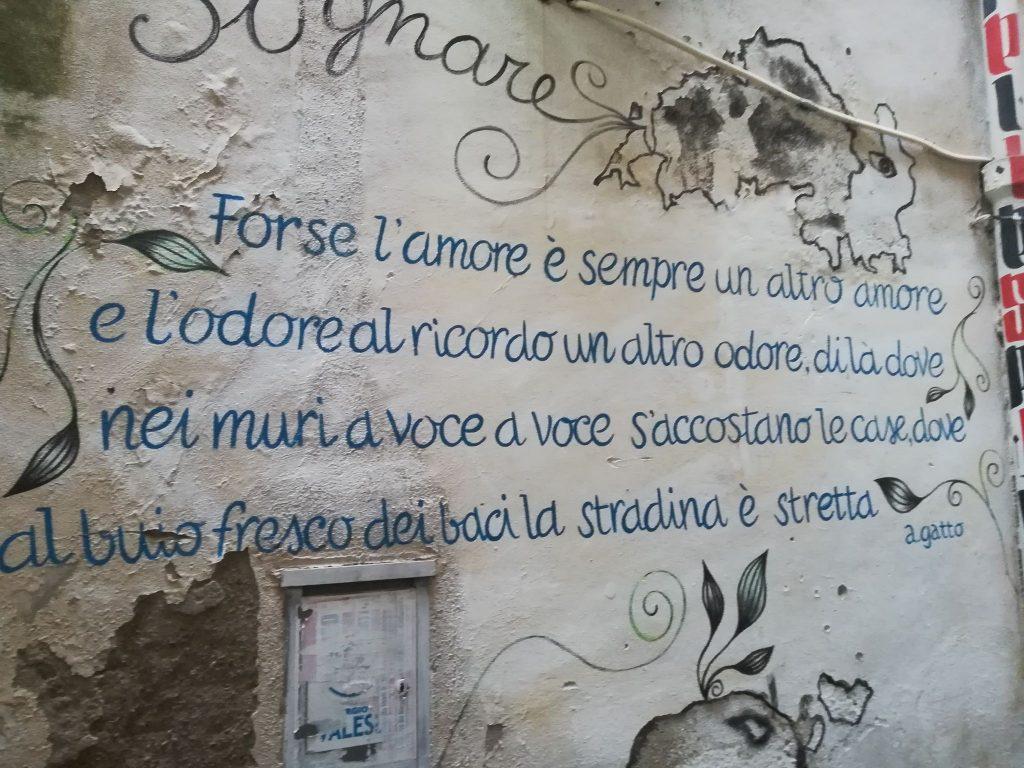 Sognare
Forse l'amore è sempre un altro amore
e l'odore al ricordo un altro odore, di là dove
nei muri a voce a voce s'accostano le case, dove
al buio fresco dei baci la stradina è stretta
a.gatto